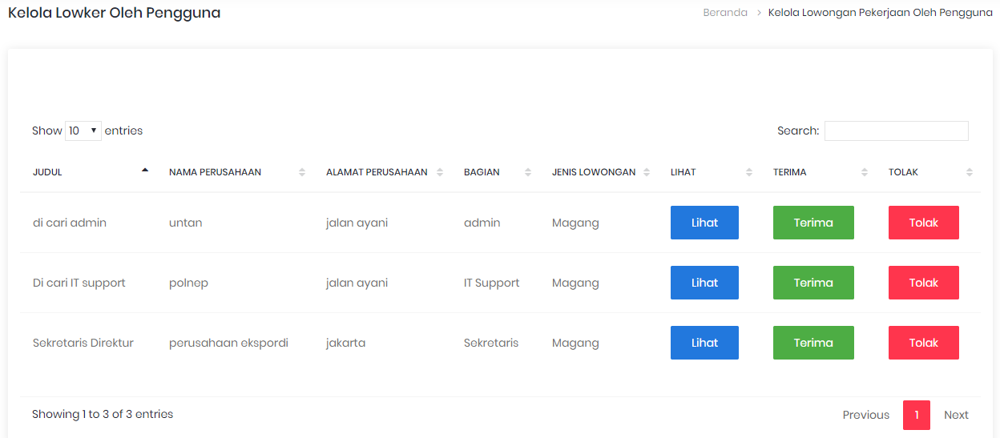 Kelola Lowker Oleh Pengguna
Beranda > Kelola Lowongan Pekerjaan Oleh Pengguna
Show 10 entries
Search:
JUDUL NAMA PERUSAHAAN ALAMAT PERUSAHAAN BAGIAN JENIS LOWONGAN LIHAT TERIMA TOLAK
di cari admin untan jalan ayani admin Magang Lihat Terima Tolak
Di cari IT support polnep jalan ayani IT Support Magang Lihat Terima Tolak
Sekretaris Direktur perusahaan ekspordi jakarta Sekretaris Magang Lihat Terima Tolak
Showing 1 to 3 of 3 entries
Previous 1 Next